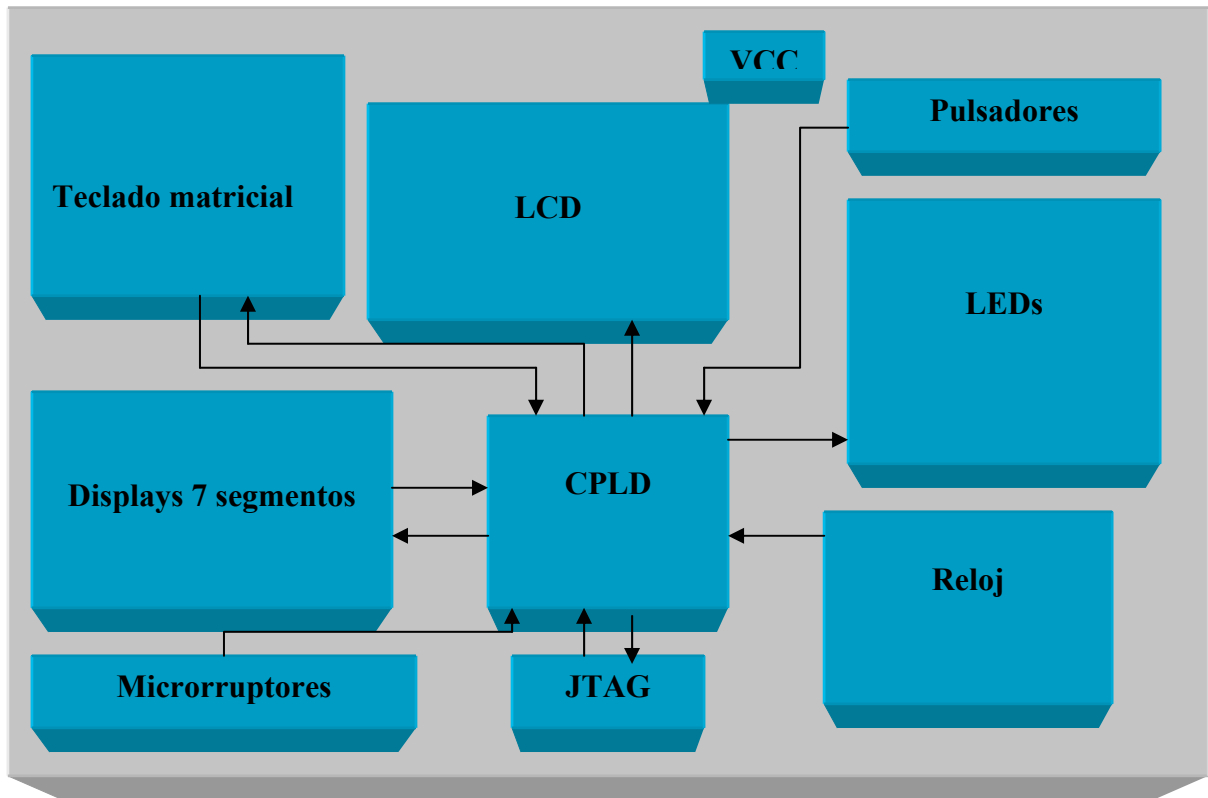 VCC
Pulsadores
Teclado matricial
LCD
LEDs
Displays 7 segmentos
CPLD
Reloj
Microrruptores
JTAG